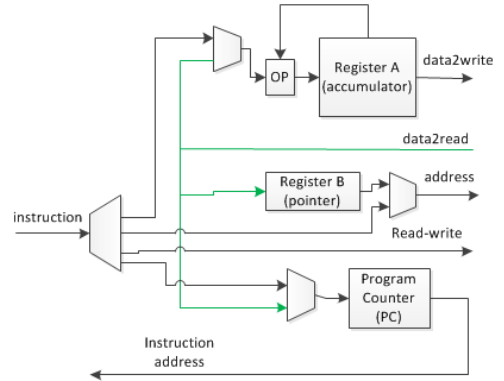 OP
Register A
(accumulator)
data2write
data2read
Register B
(pointer)
address
instruction
Read-write
Program
Counter
(PC)
Instruction
address